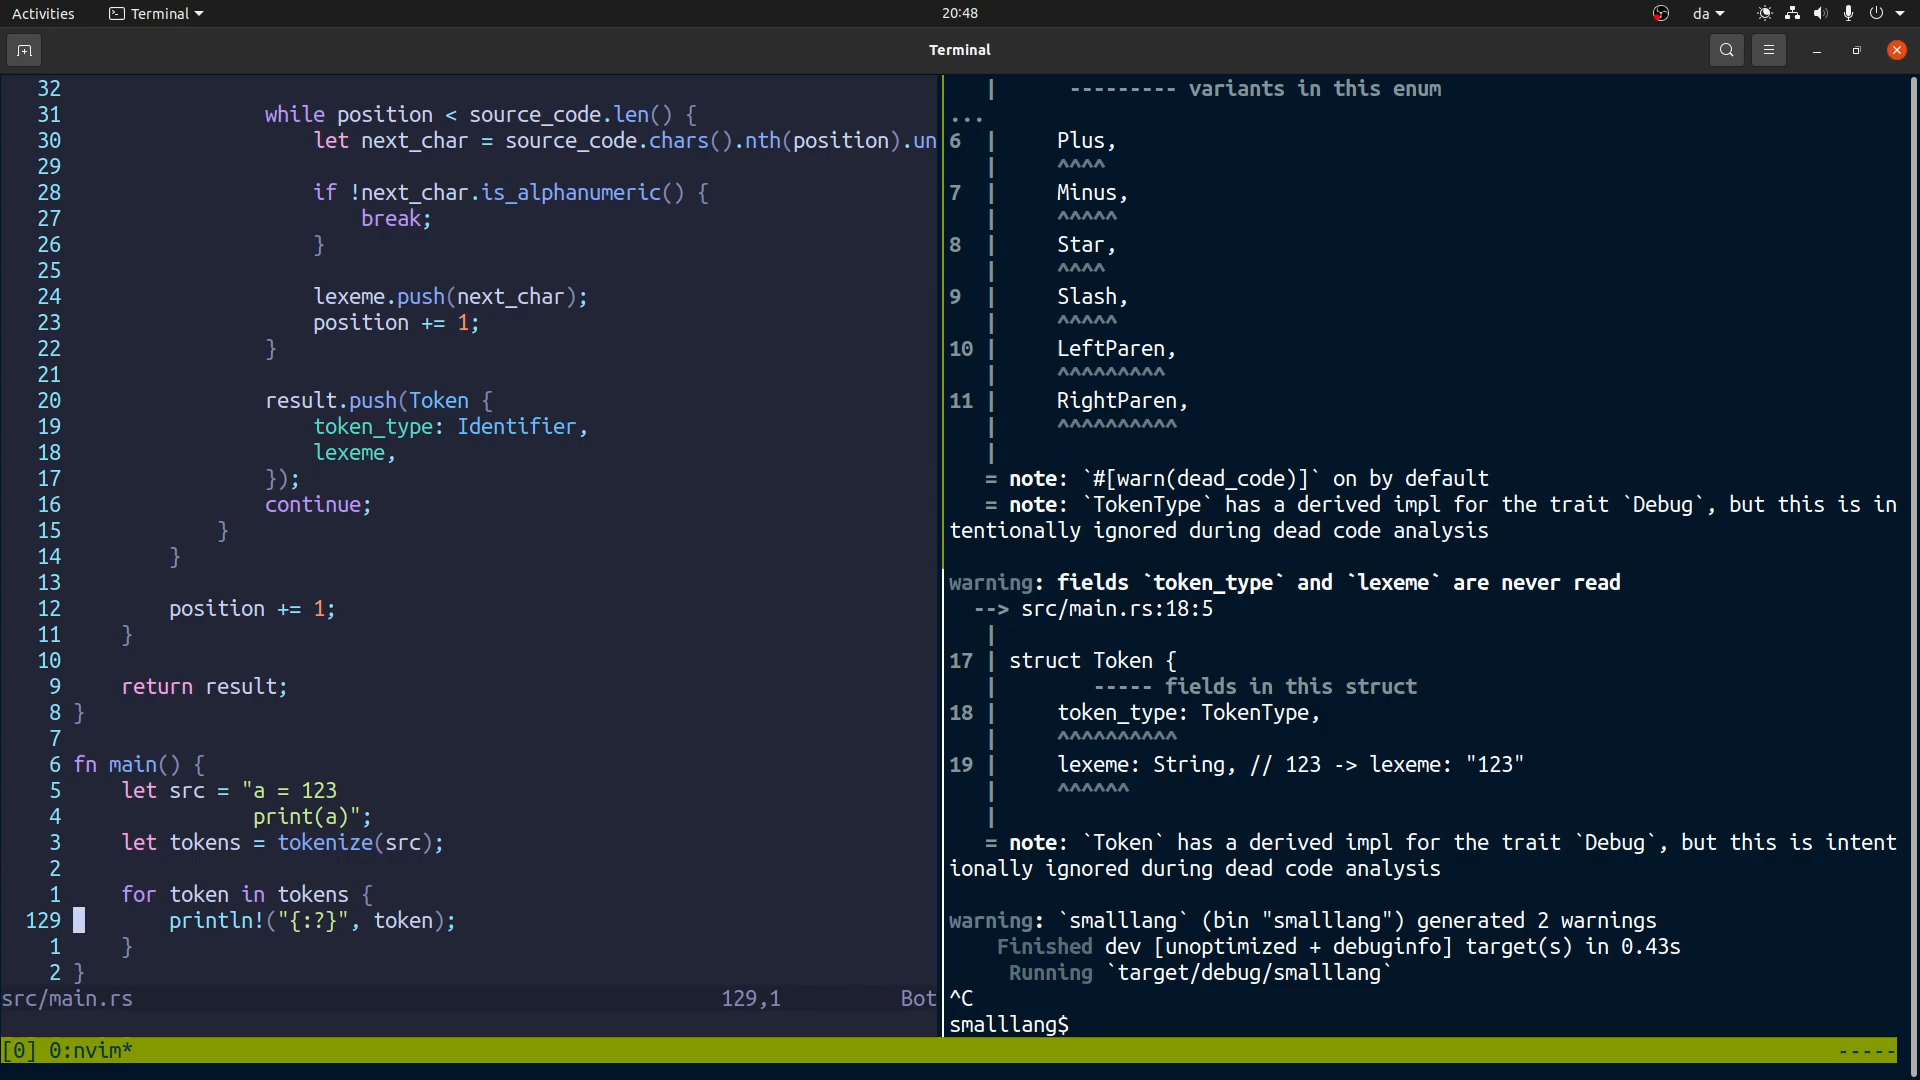 Activities Terminal 20:48 da
Terminal
32
31 while position < source_code.len() {
30 let next_char = source_code.chars().nth(position).un
29
28 if !next_char.is_alphanumeric() {
27 break;
26 }
25
24 lexeme.push(next_char);
23 position += 1;
22 }
21
20 result.push(Token {
19 token_type: Identifier,
18 lexeme,
17 });
16 continue;
15 }
14 }
13
12 position += 1;
11 }
10
9 return result;
8 }
7
6 fn main() {
5 let src = "a = 123
4 print(a)";
3 let tokens = tokenize(src);
2
1 for token in tokens {
129 println!("{:?}", token);
1 }
2 }
src/main.rs 129,1 Bot
| --------- variants in this enum
...
6 | Plus,
| ^^^^
7 | Minus,
| ^^^^^
8 | Star,
| ^^^^
9 | Slash,
| ^^^^^
10 | LeftParen,
| ^^^^^^^^^
11 | RightParen,
| ^^^^^^^^^^
|
= note: `#[warn(dead_code)]` on by default
= note: `TokenType` has a derived impl for the trait `Debug`, but this is in
tentionally ignored during dead code analysis
warning: fields `token_type` and `lexeme` are never read
--> src/main.rs:18:5
|
17 | struct Token {
| ----- fields in this struct
18 | token_type: TokenType,
| ^^^^^^^^^^
19 | lexeme: String, // 123 -> lexeme: "123"
| ^^^^^^
|
= note: `Token` has a derived impl for the trait `Debug`, but this is intent
ionally ignored during dead code analysis
warning: `smalllang` (bin "smalllang") generated 2 warnings
Finished dev [unoptimized + debuginfo] target(s) in 0.43s
Running `target/debug/smalllang`
^C
smalllang$
[0] 0:nvim* -----